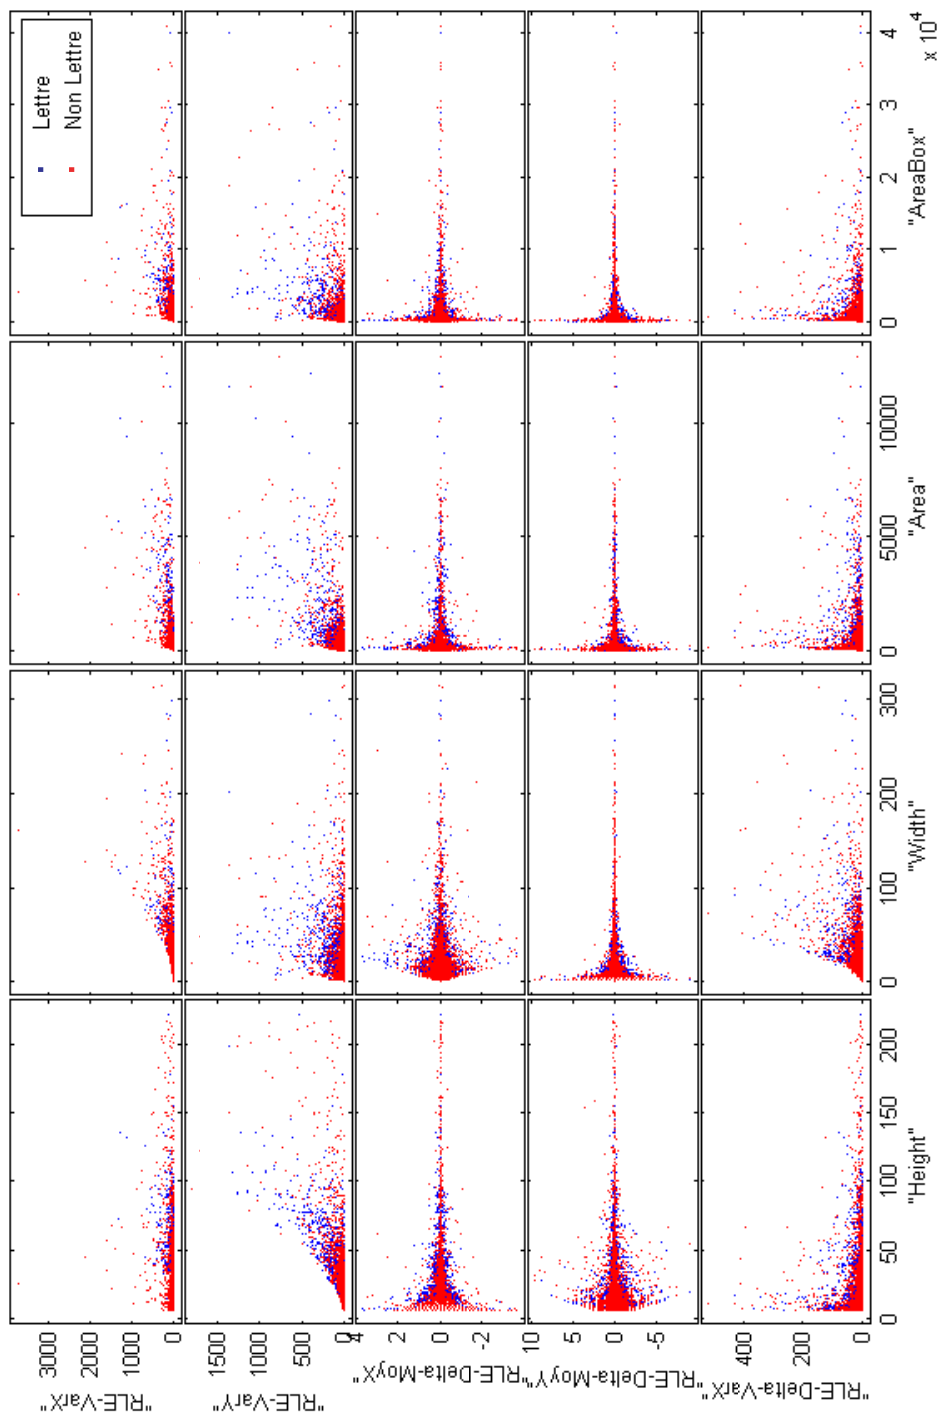 Lettre
Non Lettre
3000
2000
1000
0
"RLE-VarX"
1500
1000
500
0
"RLE-VarY"
4
2
0
-2
"RLE-Delta-MoyX"
10
5
0
-5
"RLE-Delta-MoyY"
400
200
0
"RLE-Delta-VarX"
0 50 100 150 200
"Height"
0 100 200 300
"Width"
0 5000 10000
"Area"
0 1 2 3 4
x 10⁴
"AreaBox"